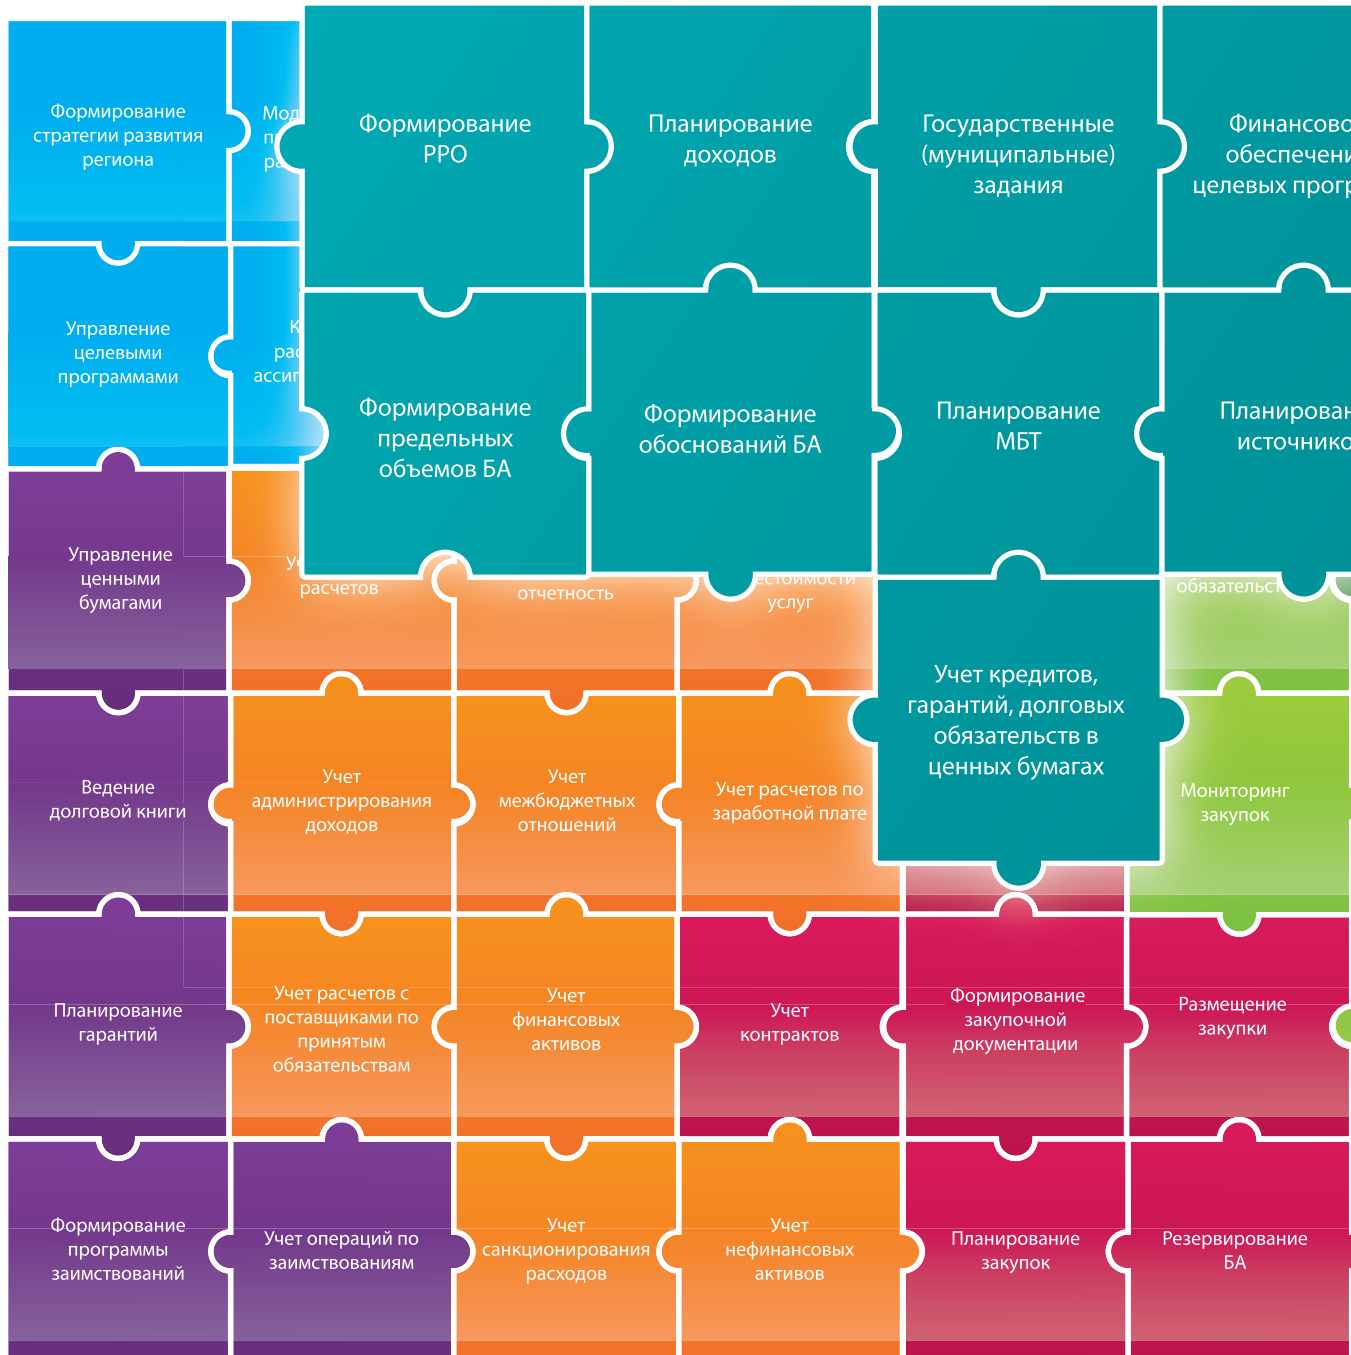 Формирование
стратегии развития
региона
Формирование
РРО
Планирование
доходов
Государственные
(муниципальные)
задания
целевых
Управление
целевыми
программами
Формирование
предельных
объемов БА
Формирование
обоснований БА
Планирование
МБТ
Управление
ценными
бумагами
расчетов
отчетность
услуг
Учет кредитов,
гарантий, долговых
обязательств в
ценных бумагах
Ведение
долговой книги
Учет
администрирования
доходов
Учет
межбюджетных
отношений
Учет расчетов по
заработной плате
Мониторинг
закупок
Планирование
гарантий
Учет расчетов с
поставщиками по
принятым
обязательствам
Учет
финансовых
активов
Учет
контрактов
Формирование
закупочной
документации
Размещение
закупки
Формирование
программы
заимствований
Учет операций по
заимствованиям
Учет
санкционирования
расходов
Учет
нефинансовых
активов
Планирование
закупок
Резервирование
БА